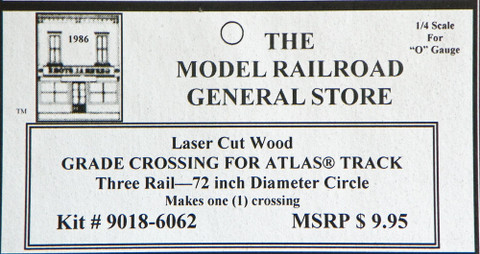 1986
THE
MODEL RAILROAD
GENERAL STORE
1/4 Scale
For
"O" Gauge
TM
Laser Cut Wood
GRADE CROSSING FOR ATLAS® TRACK
Three Rail—72 inch Diameter Circle
Makes one (1) crossing
Kit # 9018-6062 MSRP $ 9.95